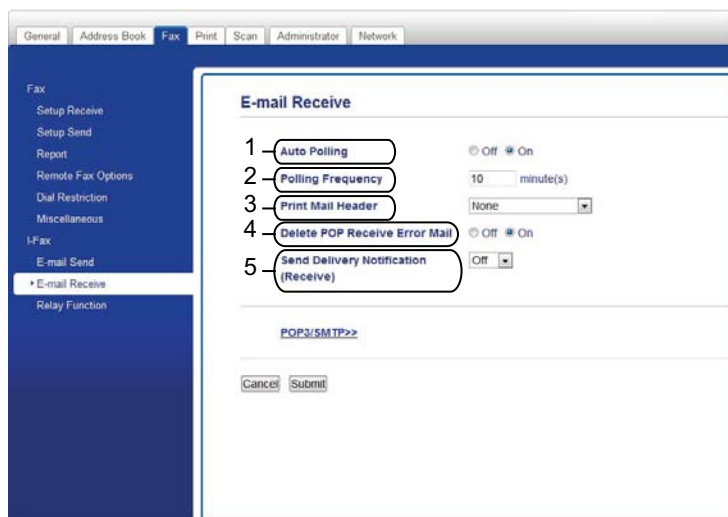 General Address Book Fax Print Scan Administrator Network
Fax
Setup Receive
Setup Send
Report
Remote Fax Options
Dial Restriction
Miscellaneous
I-Fax
E-mail Send
E-mail Receive
Relay Function
E-mail Receive
1 Auto Polling Off On
2 Polling Frequency 10 minute(s)
3 Print Mail Header None
4 Delete POP Receive Error Mail Off On
5 Send Delivery Notification Off
(Receive)
POP3/SMTP>>
Cancel Submit